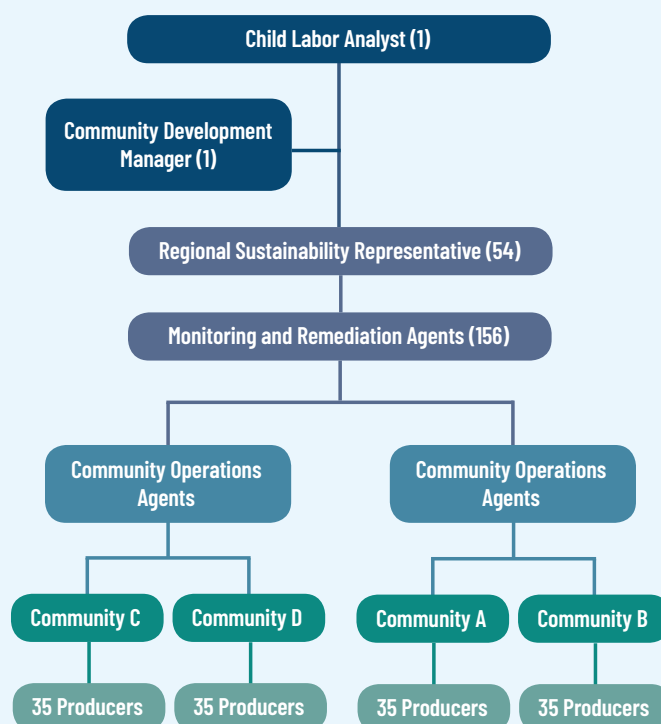 Child Labor Analyst (1)
Community Development
Manager (1)
Regional Sustainability Representative (54)
Monitoring and Remediation Agents (156)
Community Operations
Agents
Community Operations
Agents
Community C
Community D
Community A
Community B
35 Producers
35 Producers
35 Producers
35 Producers